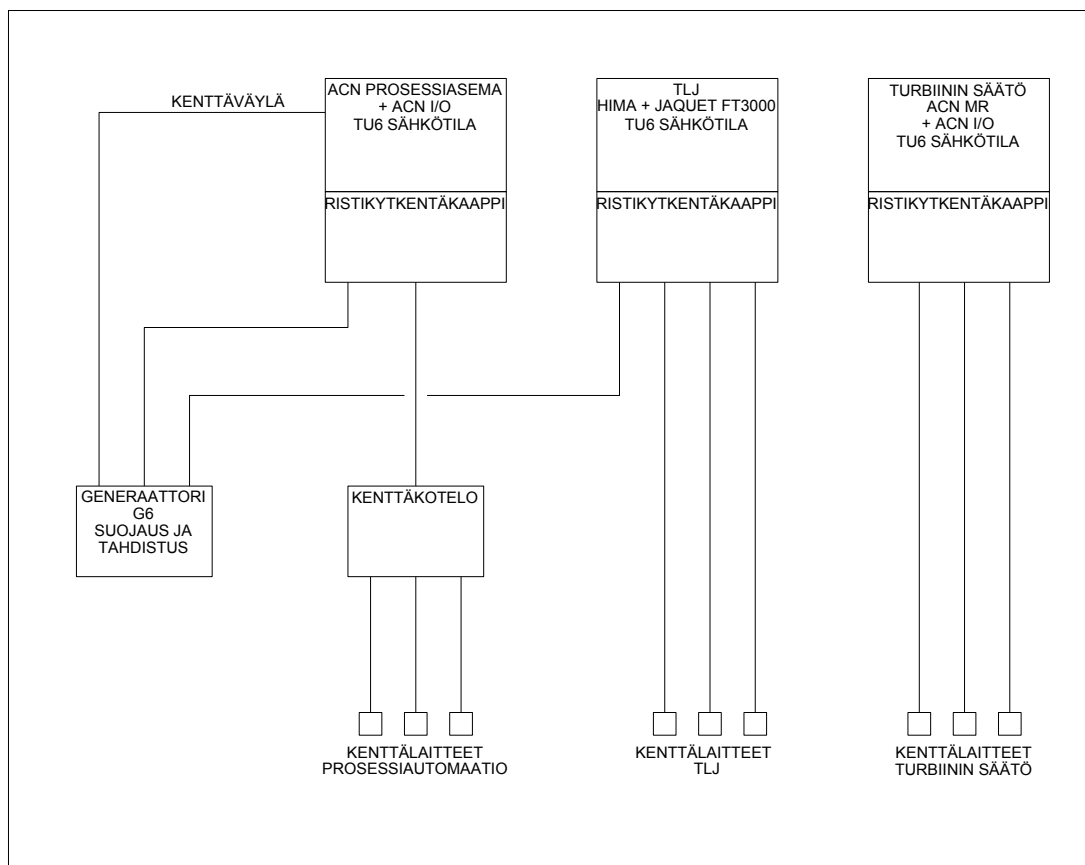 KENTTÄVÄYLÄ
ACN PROSESSIASEMA
+ ACN I/O
TU6 SÄHKÖTILA
RISTIKYTKENTÄKAAPPI
TLJ
HIMA + JAQUET FT3000
TU6 SÄHKÖTILA
RISTIKYTKENTÄKAAPPI
TURBIININ SÄÄTÖ
ACN MR
+ ACN I/O
TU6 SÄHKÖTILA
RISTIKYTKENTÄKAAPPI
GENERAATTORI
G6
SUOJAUS JA
TAHDISTUS
KENTTÄKOTELO
KENTTÄLAITTEET
PROSESSIAUTOMAATIO
KENTTÄLAITTEET
TLJ
KENTTÄLAITTEET
TURBIININ SÄÄTÖ